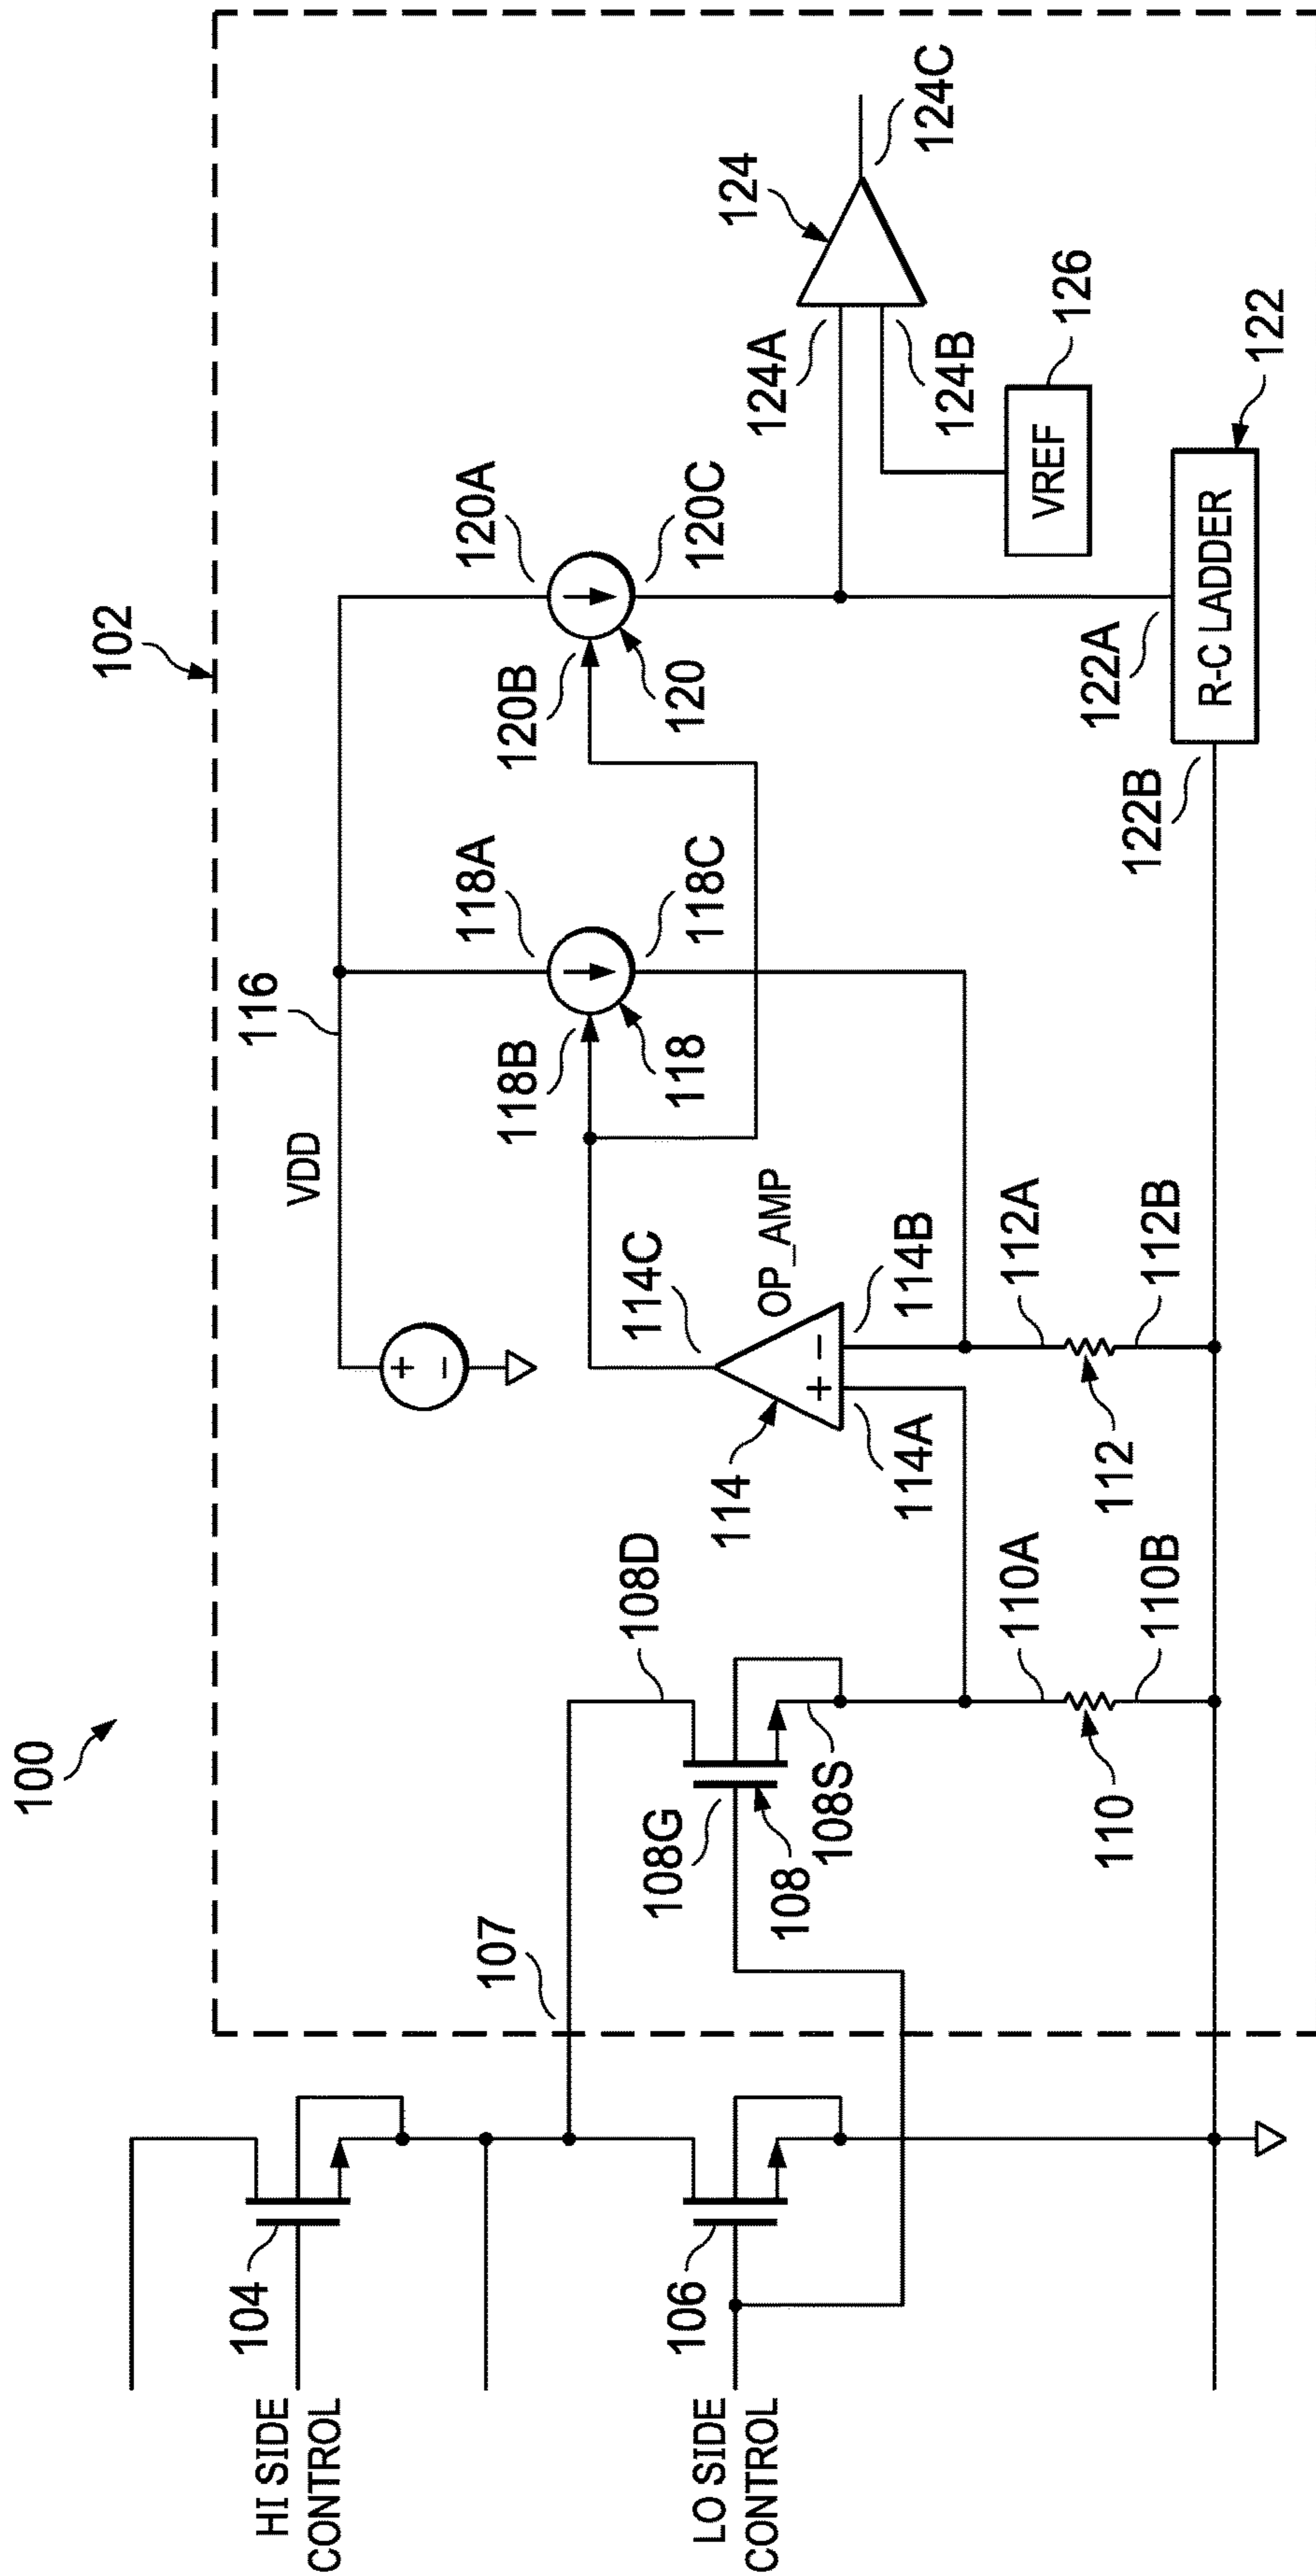 100
102
104
HI SIDE
CONTROL
106
LO SIDE
CONTROL
107
108D
108G
108
108S
110A
110
110B
VDD
116
+
−
114C
OP_AMP
114
+
−
114A
114B
112A
112
112B
118A
118B
118
118C
120A
120B
120
120C
122A
122B
R-C LADDER
122
124
124A
124B
124C
VREF
126